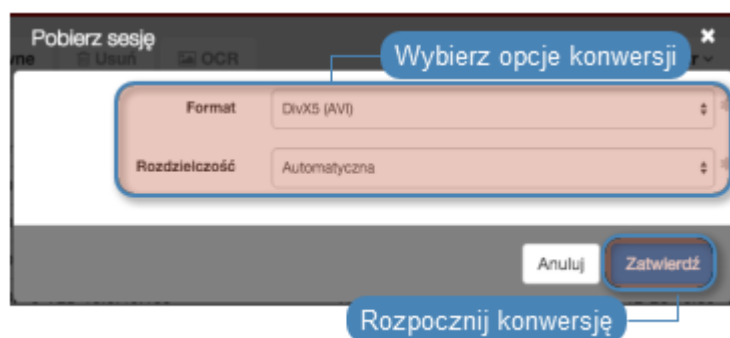 Pobierz sesję
Wybierz opcje konwersji
Usuń OCR
Format DivX5 (AVI)
Rozdzielczość Automatyczna
Anuluj Zatwierdź
Rozpocznij konwersję